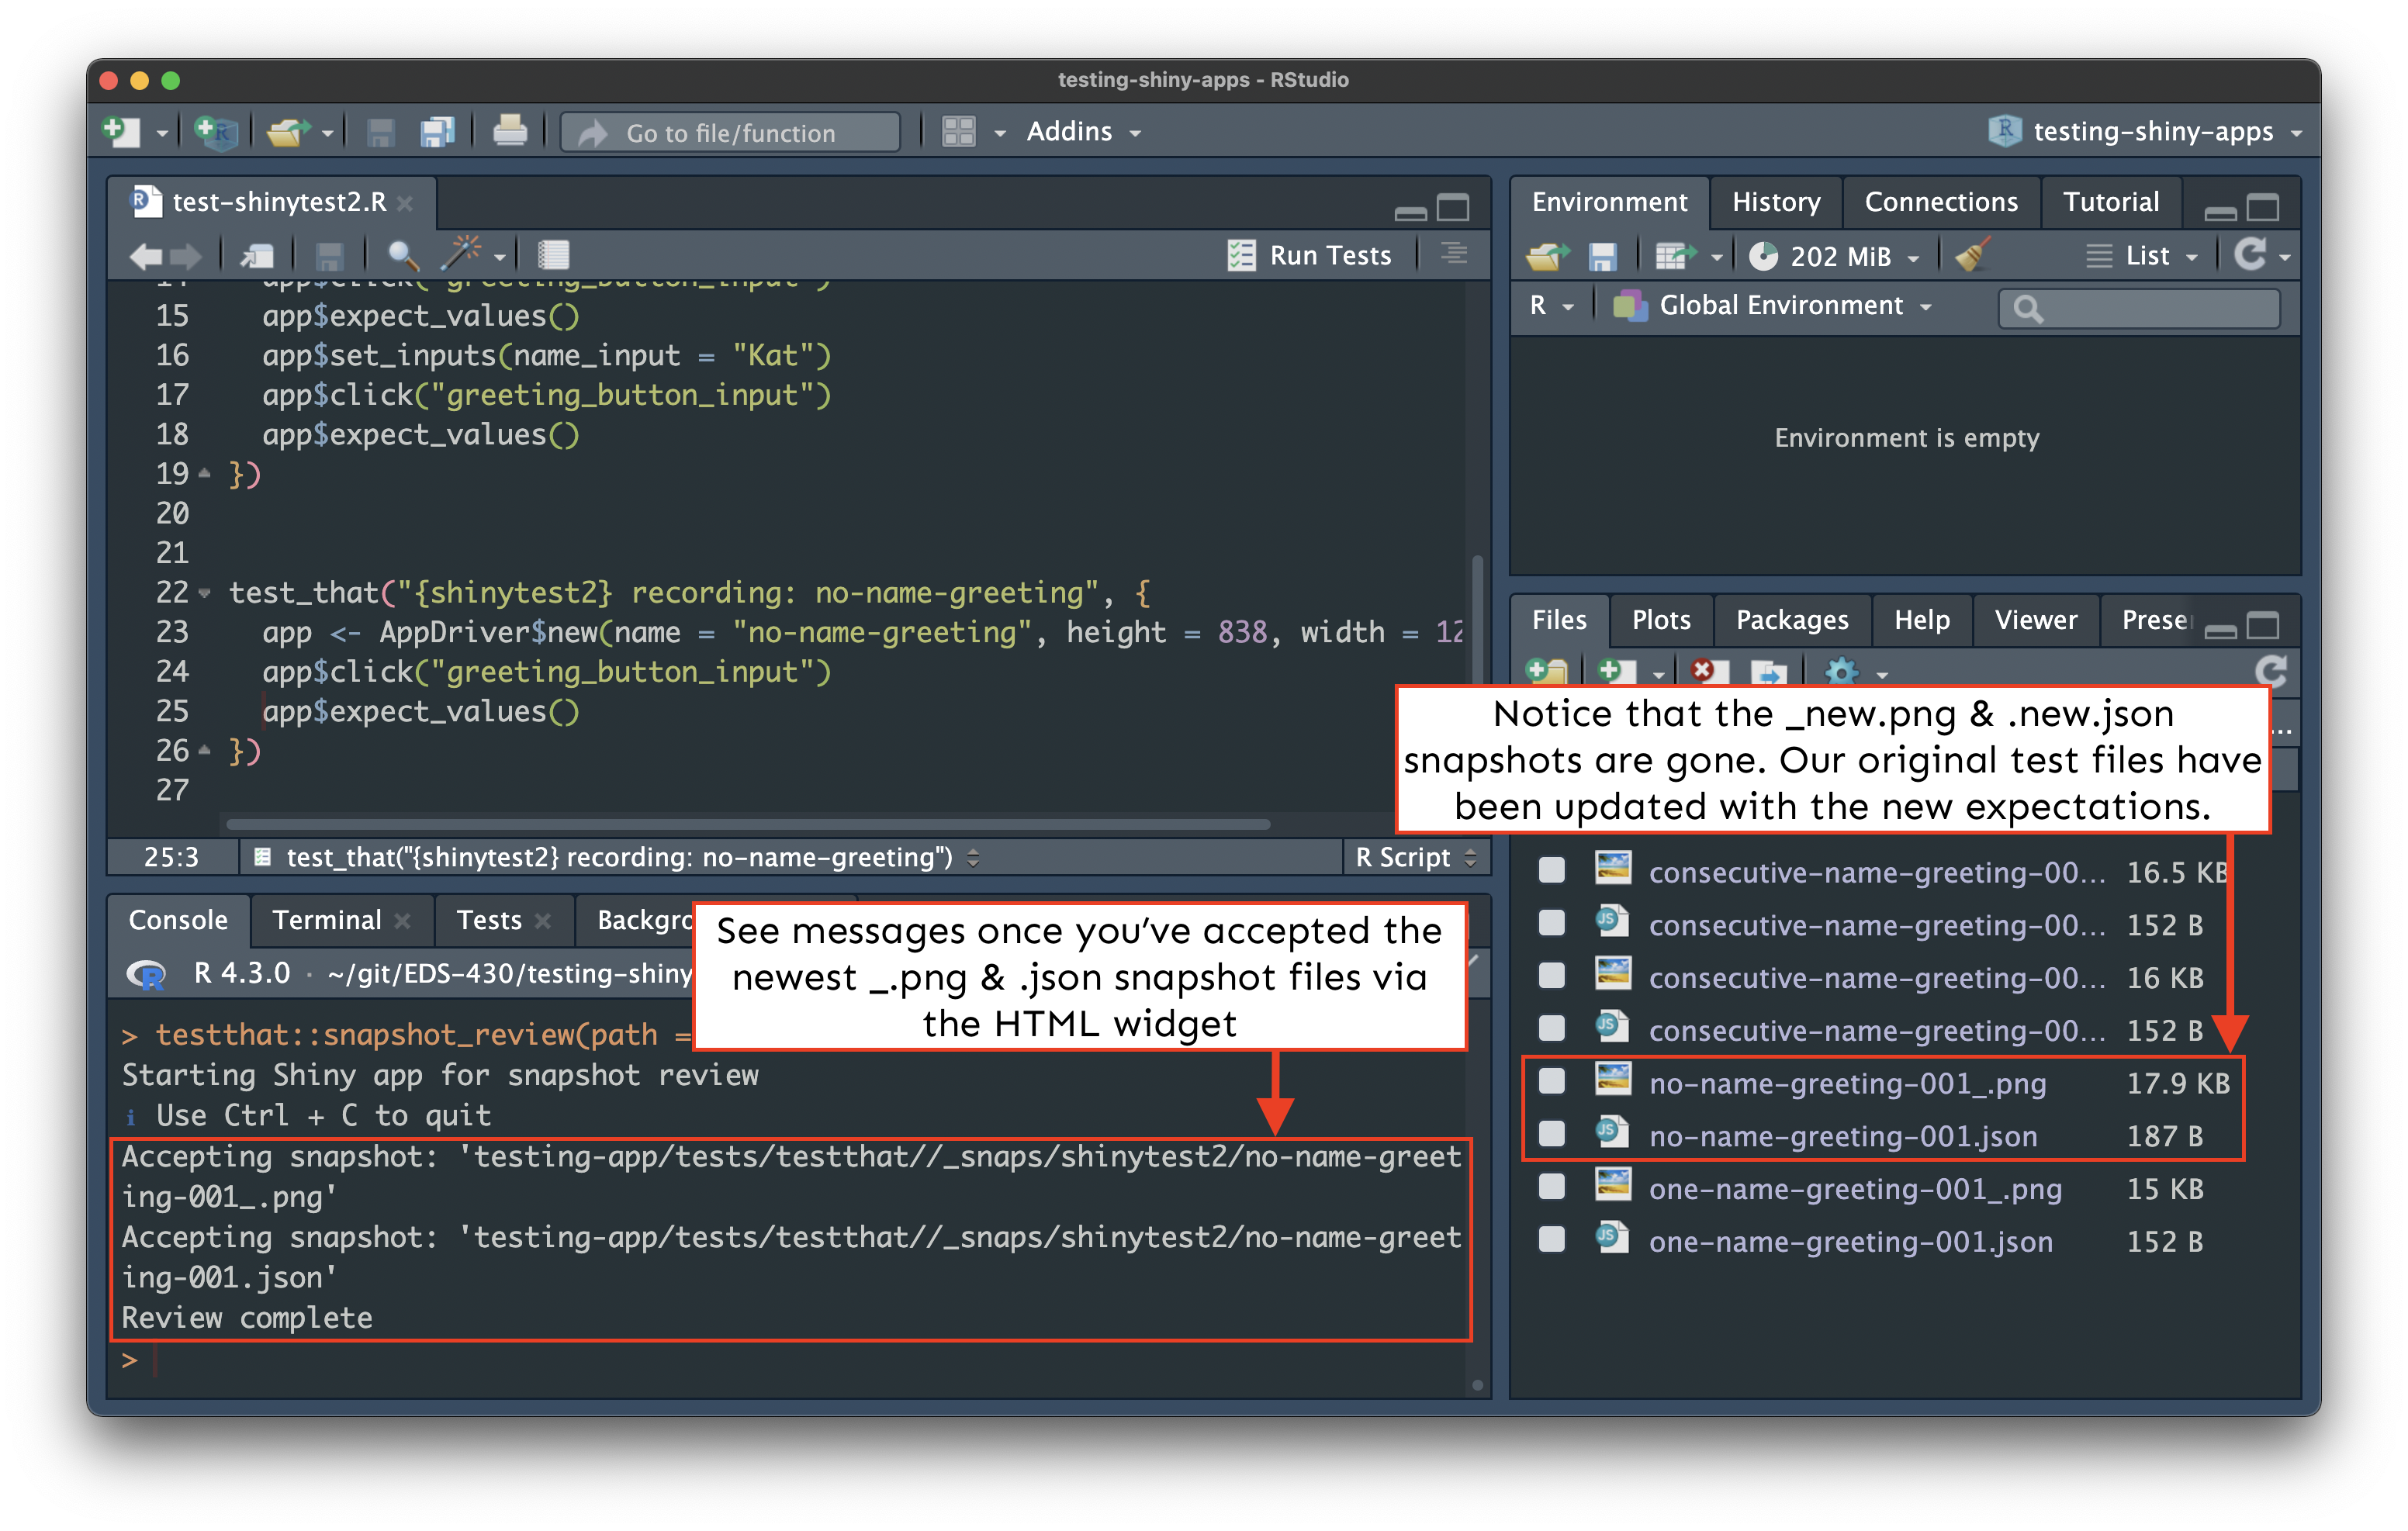 testing-shiny-apps - RStudio
Go to file/function
Addins
testing-shiny-apps
test-shinytest2.R
Run Tests
14 app$click("greeting_button_input")
15 app$expect_values()
16 app$set_inputs(name_input = "Kat")
17 app$click("greeting_button_input")
18 app$expect_values()
19 })
20
21
22 test_that("{shinytest2} recording: no-name-greeting", {
23 app <- AppDriver$new(name = "no-name-greeting", height = 838, width = 12
24 app$click("greeting_button_input")
25 app$expect_values()
26 })
27
25:3 test_that("{shinytest2} recording: no-name-greeting") R Script
Console Terminal Tests Backgro
R 4.3.0 · ~/git/EDS-430/testing-shiny
See messages once you've accepted the
newest _.png & .json snapshot files via
the HTML widget
> testthat::snapshot_review(path =
Starting Shiny app for snapshot review
i Use Ctrl + C to quit
Accepting snapshot: 'testing-app/tests/testthat//_snaps/shinytest2/no-name-greet
ing-001_.png'
Accepting snapshot: 'testing-app/tests/testthat//_snaps/shinytest2/no-name-greet
ing-001.json'
Review complete
>
Environment History Connections Tutorial
202 MiB List
R Global Environment
Environment is empty
Files Plots Packages Help Viewer Prese
Notice that the _new.png & .new.json
snapshots are gone. Our original test files have
been updated with the new expectations.
...
consecutive-name-greeting-00... 16.5 KB
consecutive-name-greeting-00... 152 B
consecutive-name-greeting-00... 16 KB
consecutive-name-greeting-00... 152 B
no-name-greeting-001_.png 17.9 KB
no-name-greeting-001.json 187 B
one-name-greeting-001_.png 15 KB
one-name-greeting-001.json 152 B